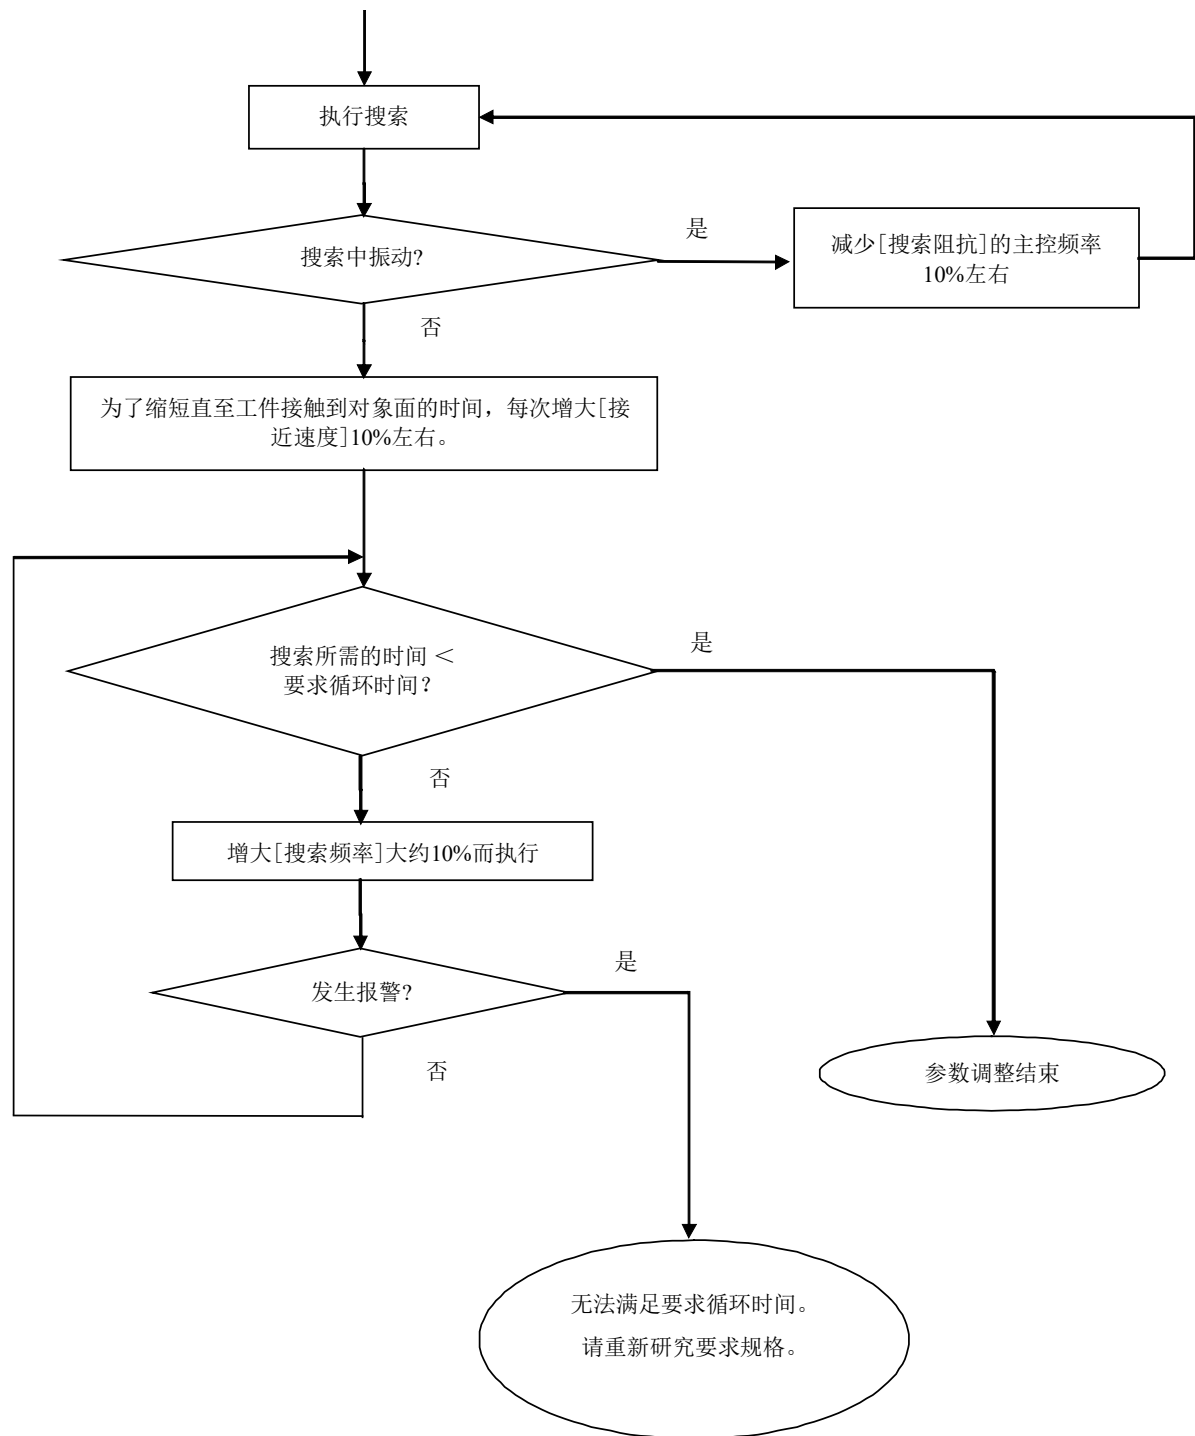 执行搜索
搜索中振动?
是
减少[搜索阻抗]的主控频率
10%左右
否
为了缩短直至工件接触到对象面的时间，每次增大[接
近速度]10%左右。
搜索所需的时间 ＜
要求循环时间？
是
否
增大[搜索频率]大约10%而执行
发生报警?
是
否
参数调整结束
无法满足要求循环时间。
请重新研究要求规格。